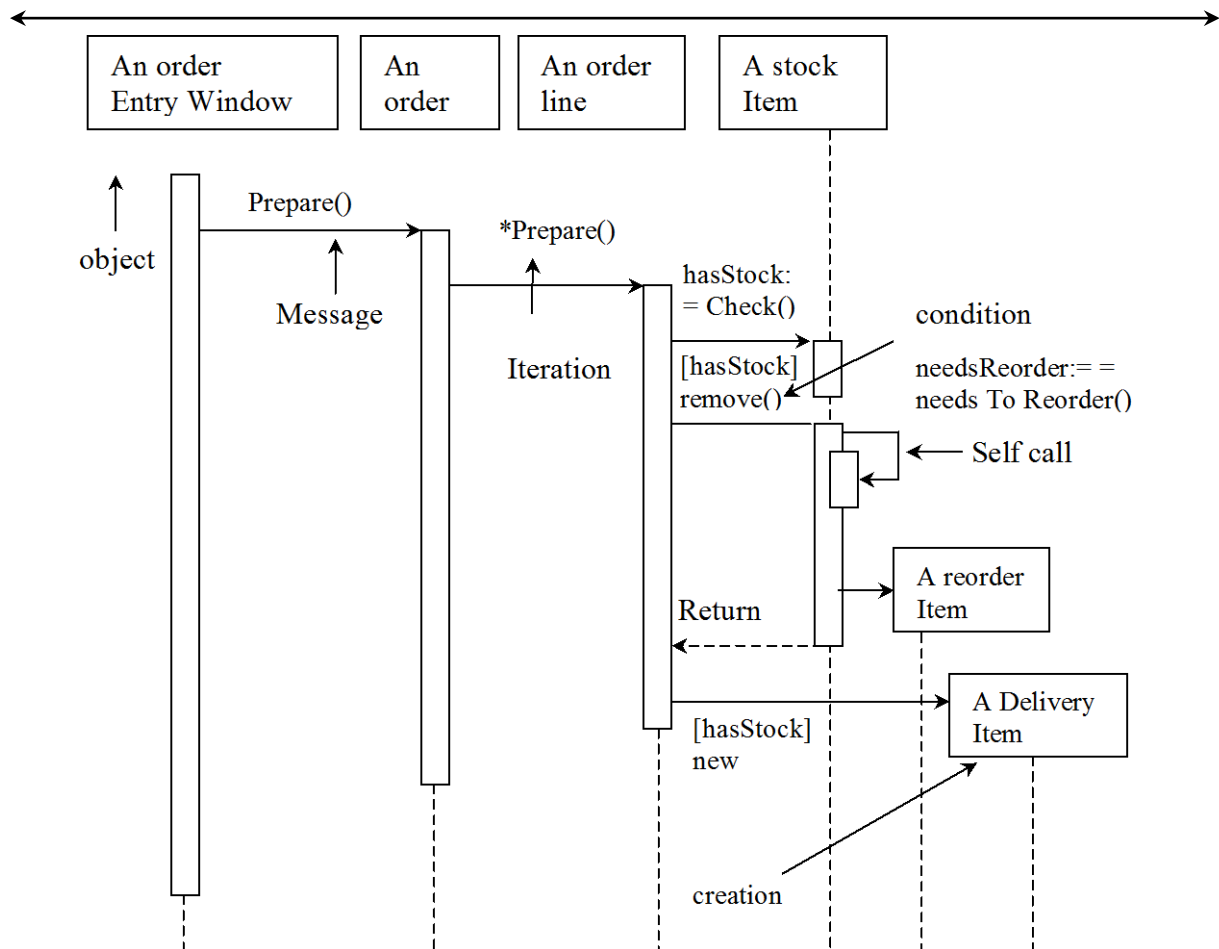 An order
Entry Window
An
order
An order
line
A stock
Item
Prepare()
*Prepare()
object
Message
hasStock:
= Check()
condition
Iteration
[hasStock]
remove()
needsReorder:= =
needs To Reorder()
Self call
A reorder
Item
Return
A Delivery
Item
[hasStock]
new
creation